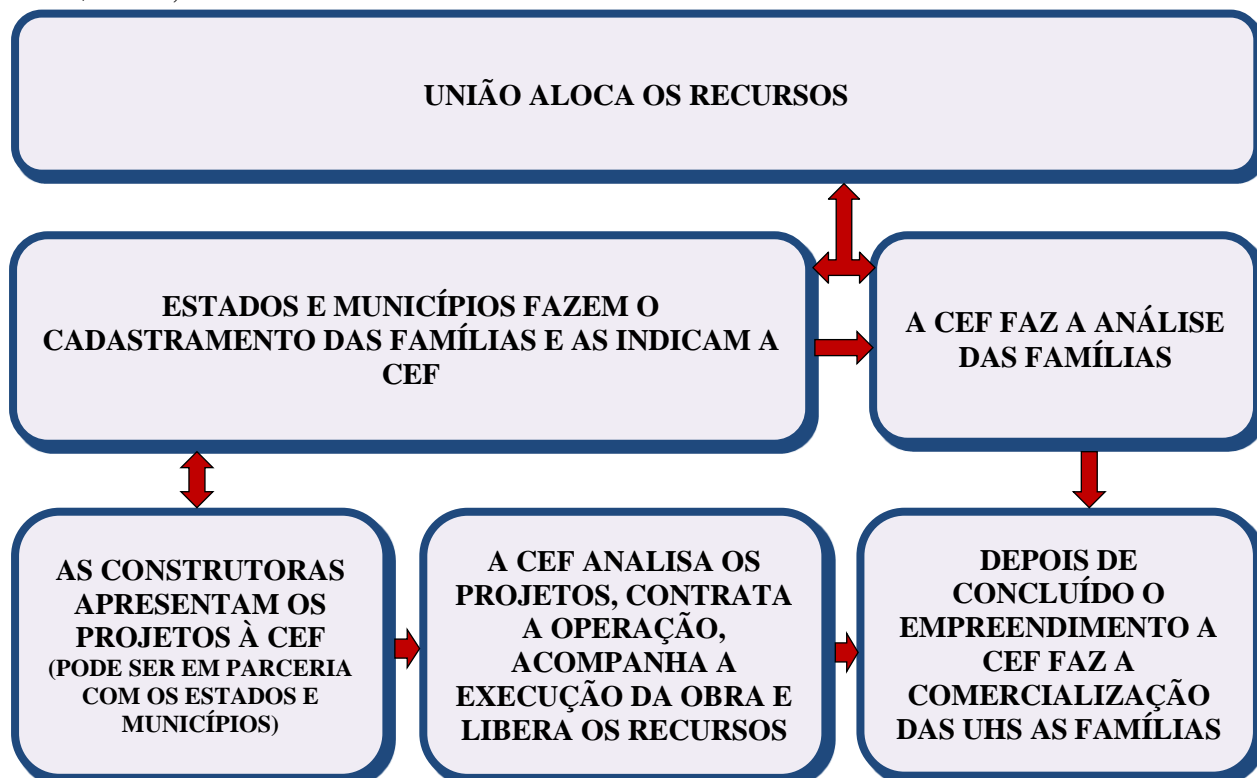 UNIÃO ALOCA OS RECURSOS
ESTADOS E MUNICÍPIOS FAZEM O
CADASTRAMENTO DAS FAMÍLIAS E AS INDICAM A
CEF
A CEF FAZ A ANÁLISE
DAS FAMÍLIAS
AS CONSTRUTORAS
APRESENTAM OS
PROJETOS À CEF
(PODE SER EM PARCERIA
COM OS ESTADOS E
MUNICÍPIOS)
A CEF ANALISA OS
PROJETOS, CONTRATA
A OPERAÇÃO,
ACOMPANHA A
EXECUÇÃO DA OBRA E
LIBERA OS RECURSOS
DEPOIS DE
CONCLUÍDO O
EMPREENDIMENTO A
CEF FAZ A
COMERCIALIZAÇÃO
DAS UHS AS FAMÍLIAS